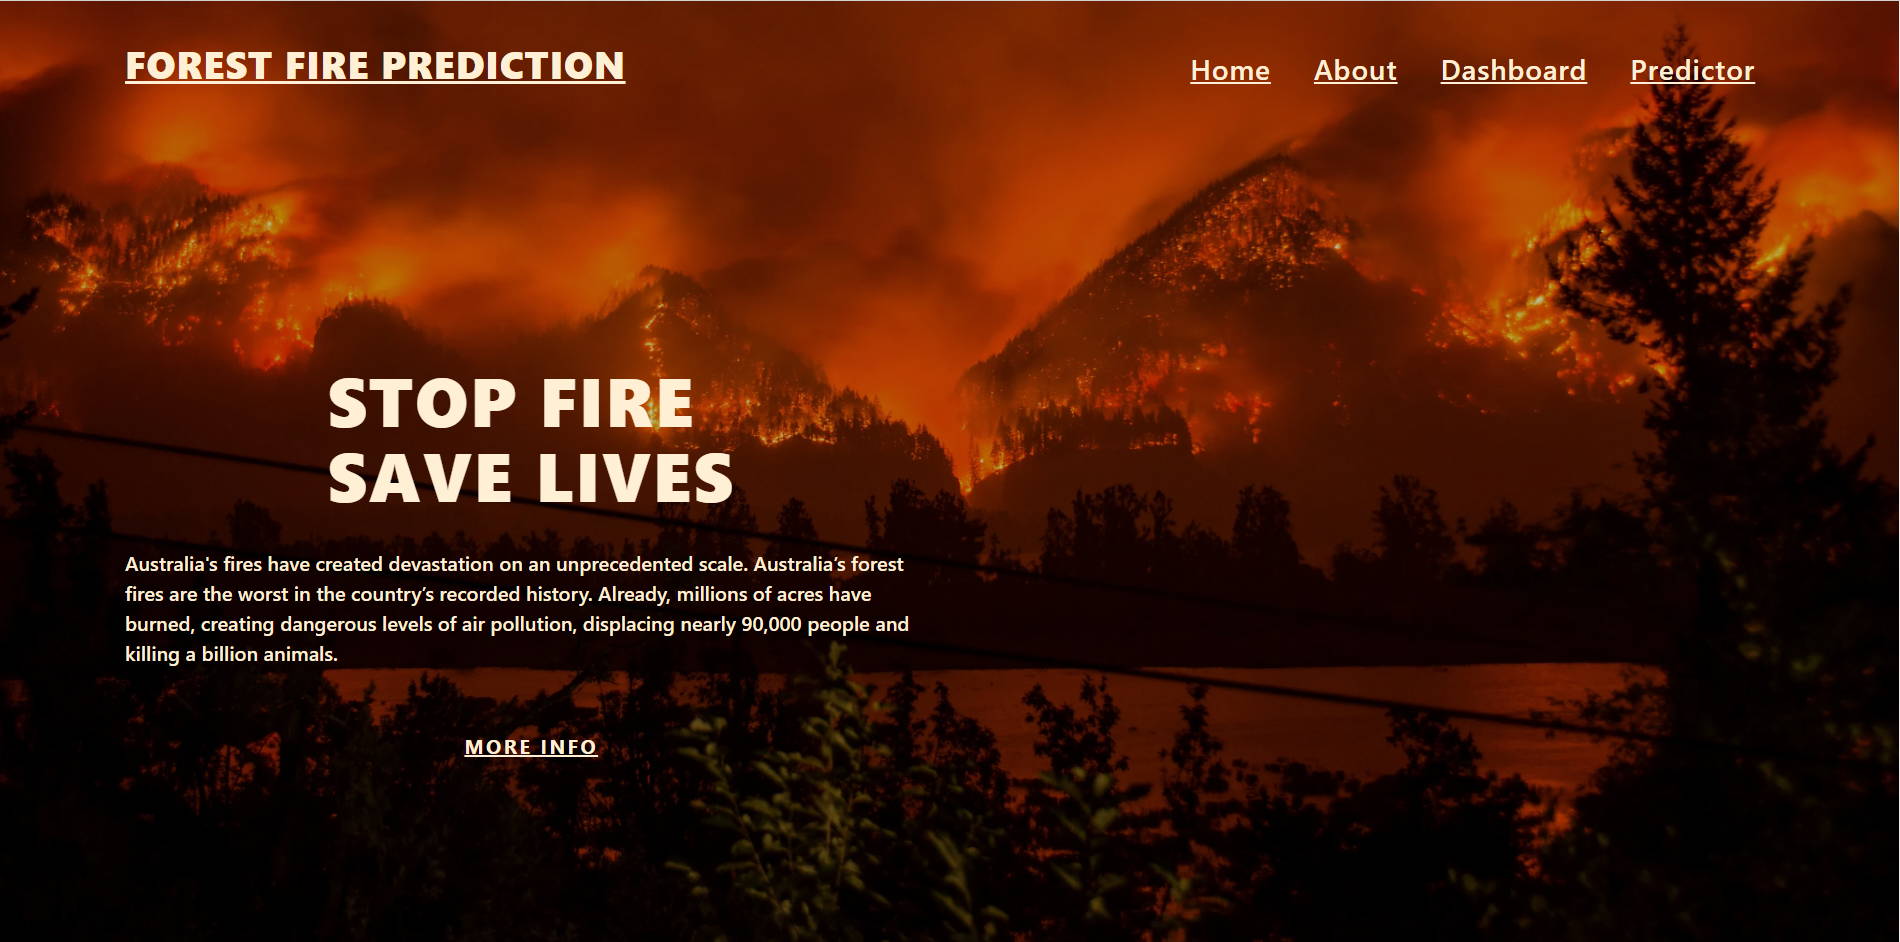 FOREST FIRE PREDICTION
Home About Dashboard Predictor
STOP FIRE
SAVE LIVES
Australia's fires have created devastation on an unprecedented scale. Australia’s forest
fires are the worst in the country’s recorded history. Already, millions of acres have
burned, creating dangerous levels of air pollution, displacing nearly 90,000 people and
killing a billion animals.
MORE INFO